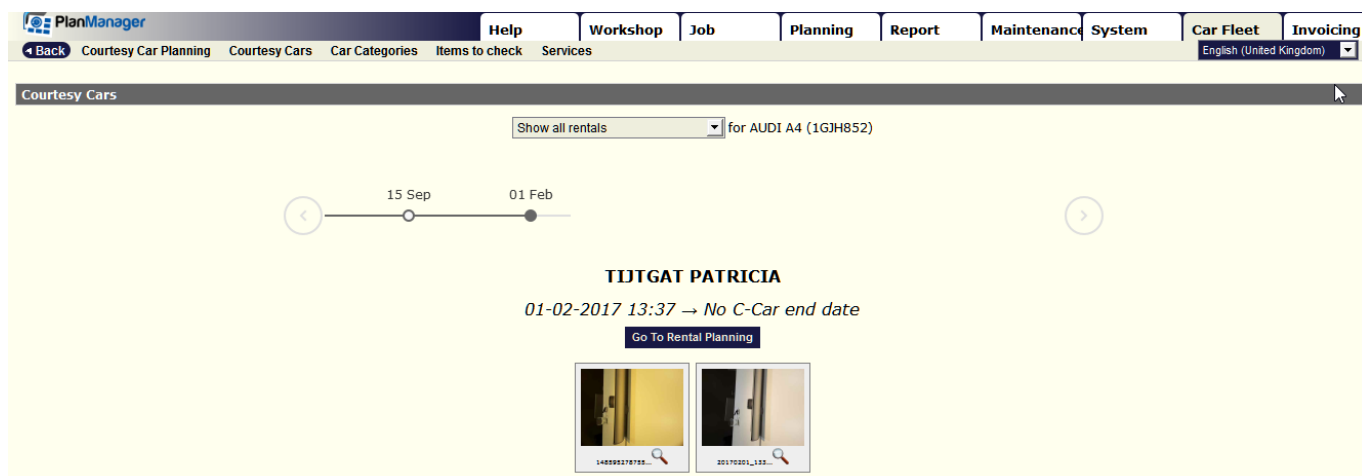 PlanManager
Help Workshop Job Planning Report Maintenance System Car Fleet Invoicing
Back Courtesy Car Planning Courtesy Cars Car Categories Items to check Services English (United Kingdom)
Courtesy Cars
Show all rentals for AUDI A4 (1GJH852)
15 Sep 01 Feb
TIJTGAT PATRICIA
01-02-2017 13:37 → No C-Car end date
Go To Rental Planning
20170201_133...